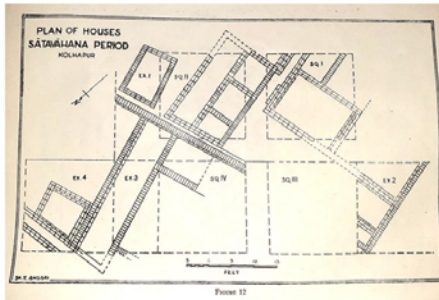 PLAN OF HOUSES
SĀTAVĀHANA PERIOD
KOLHAPUR
EX.1
SQ.II
SQ.I
EX.4
EX.3
SQ.IV
SQ.III
EX.2
FEET
FIGURE 12